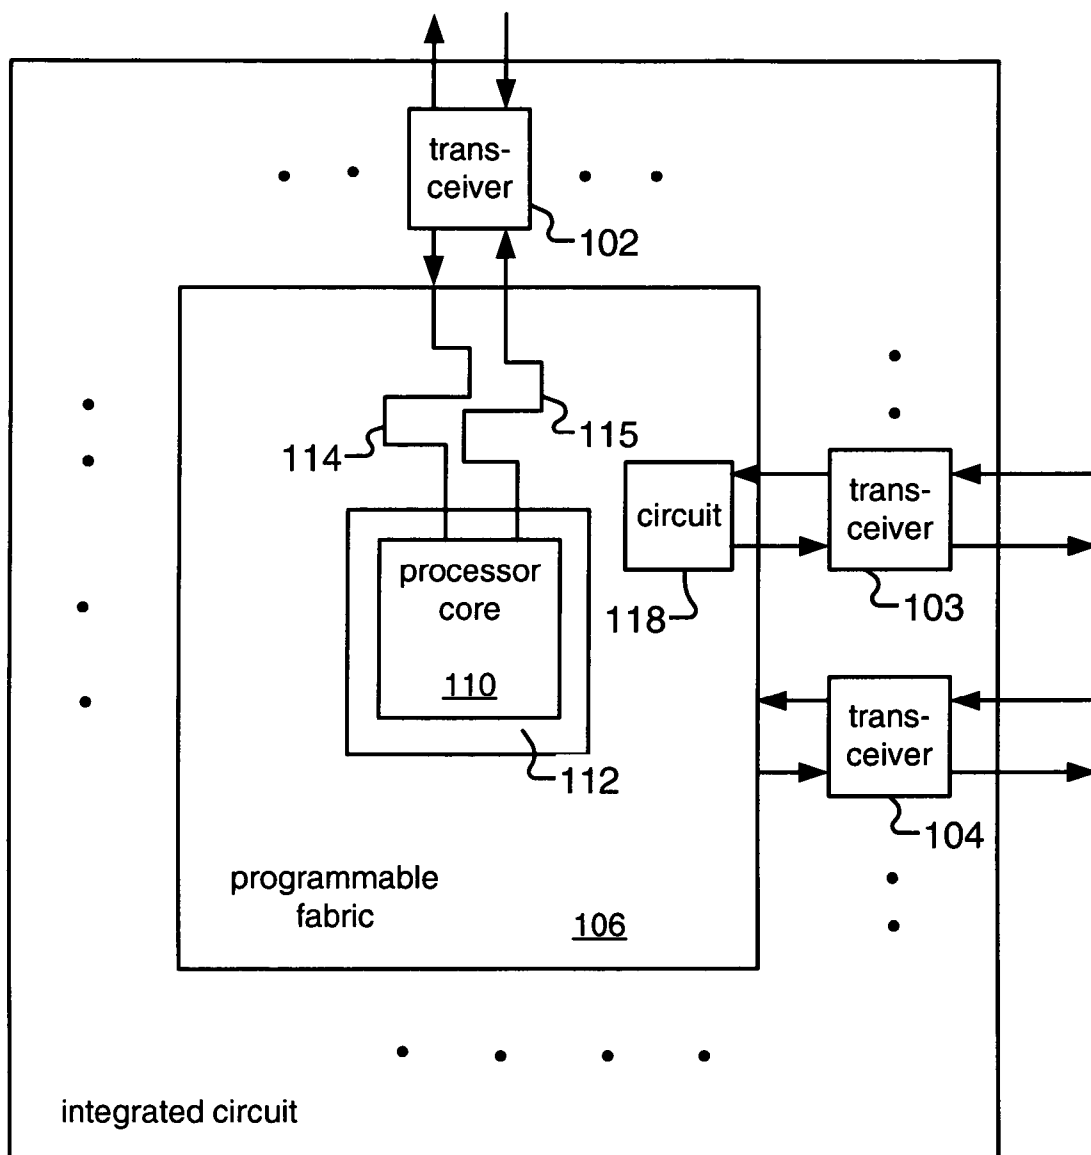 trans-
ceiver
102
114
115
circuit
118
trans-
ceiver
103
processor
core
110
112
trans-
ceiver
104
programmable
fabric
106
integrated circuit